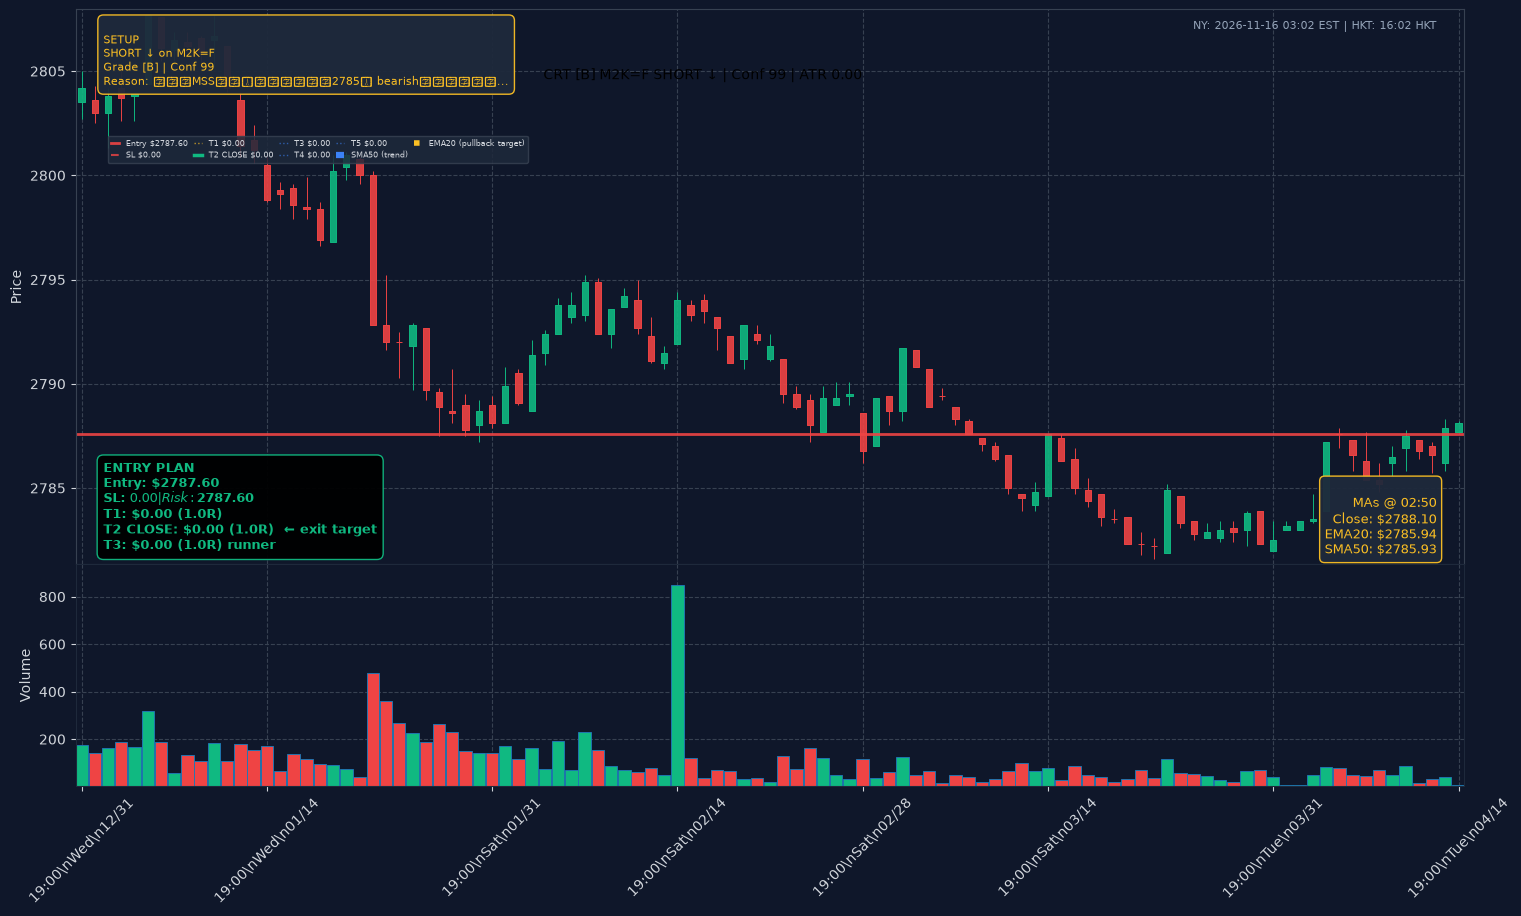 NY: 2026-11-16 03:02 EST | HKT: 16:02 HKT
SETUP
SHORT ↓ on M2K=F
Grade [B] | Conf 99
Reason: MSS 2785 bearish ...
CRT [B] M2K=F SHORT ↓ | Conf 99 | ATR 0.00
Entry $2787.60
SL $0.00
T1 $0.00
T2 CLOSE $0.00
T3 $0.00
T4 $0.00
T5 $0.00
SMA50 (trend)
EMA20 (pullback target)
Price
2805
2800
2795
2790
2785
ENTRY PLAN
Entry: $2787.60
SL: 0.00|Risk:2787.60
T1: $0.00 (1.0R)
T2 CLOSE: $0.00 (1.0R) ← exit target
T3: $0.00 (1.0R) runner
MAs @ 02:50
Close: $2788.10
EMA20: $2785.94
SMA50: $2785.93
Volume
800
600
400
200
19:00\nWed\n12/31
19:00\nWed\n01/14
19:00\nSat\n01/31
19:00\nSat\n02/14
19:00\nSat\n02/28
19:00\nSat\n03/14
19:00\nTue\n03/31
19:00\nTue\n04/14